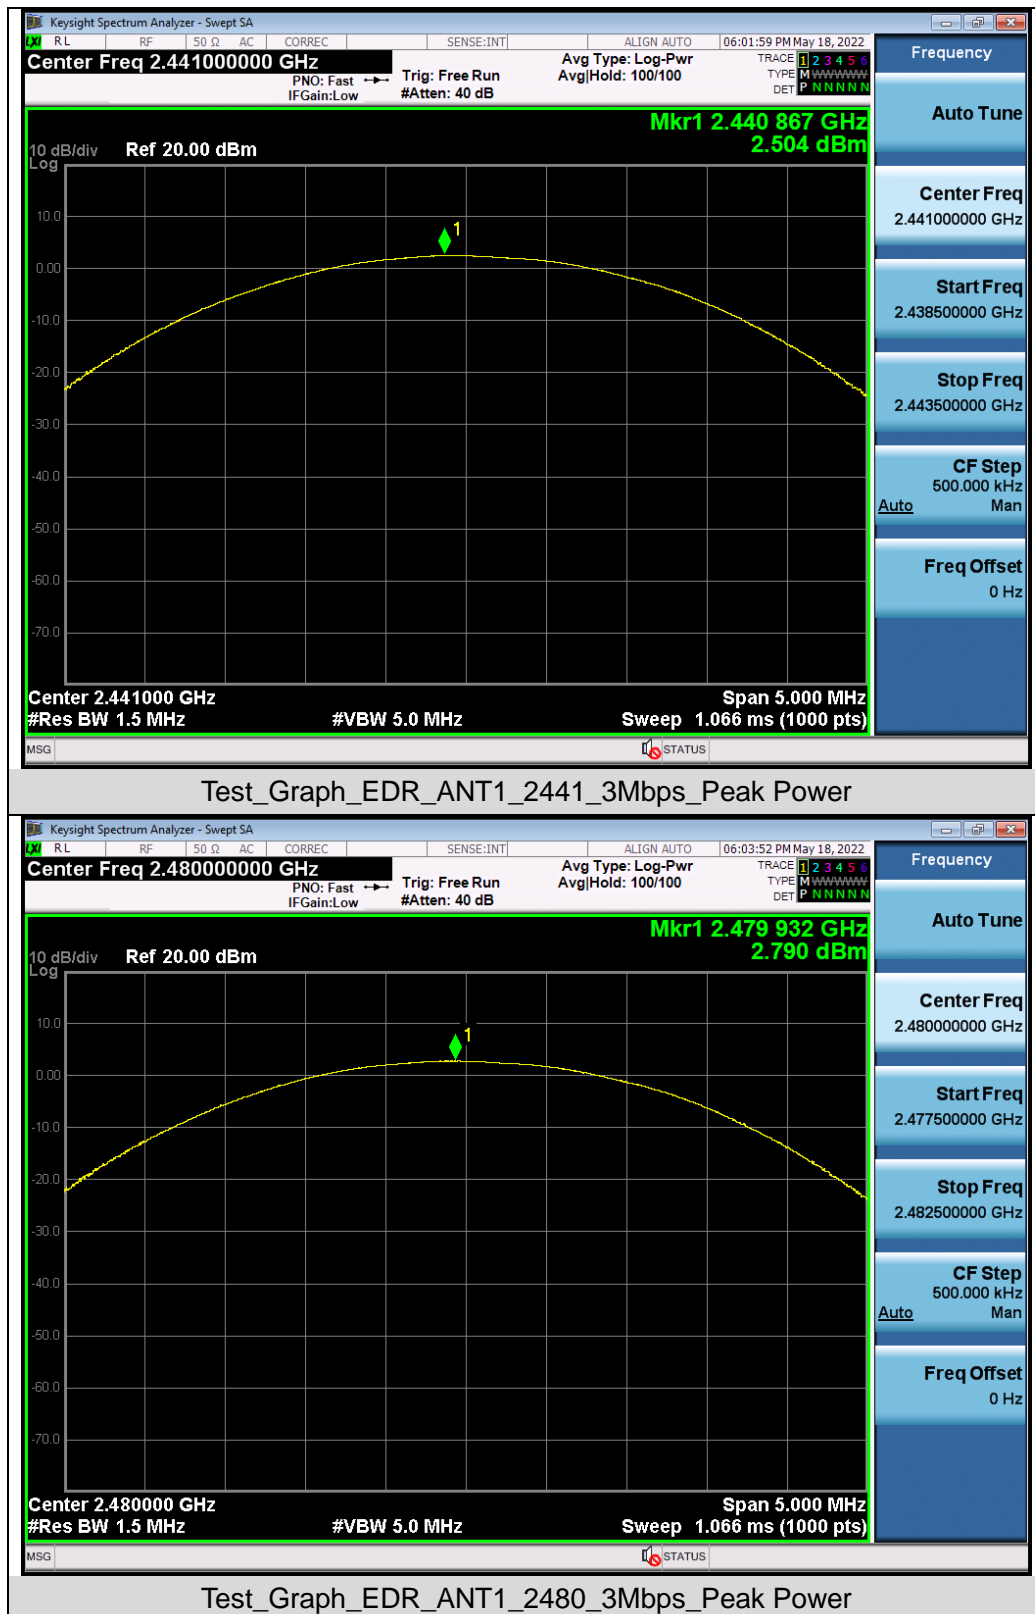 Keysight Spectrum Analyzer - Swept SA
LXI RL RF 50 Ω AC CORREC SENSE:INT ALIGN AUTO 06:01:59 PM May 18, 2022
Center Freq 2.441000000 GHz
PNO: Fast
IFGain:Low
Trig: Free Run
#Atten: 40 dB
Avg Type: Log-Pwr
Avg|Hold: 100/100
TRACE 1 2 3 4 5 6
TYPE M W W W W W
DET P N N N N N
Frequency
Mkr1 2.440 867 GHz
2.504 dBm
10 dB/div
Log
Ref 20.00 dBm
10.0
0.00
-10.0
-20.0
-30.0
-40.0
-50.0
-60.0
-70.0
1
Center 2.441000 GHz
#Res BW 1.5 MHz
#VBW 5.0 MHz
Span 5.000 MHz
Sweep 1.066 ms (1000 pts)
Auto Tune
Center Freq
2.441000000 GHz
Start Freq
2.438500000 GHz
Stop Freq
2.443500000 GHz
CF Step
500.000 kHz
Auto Man
Freq Offset
0 Hz
MSG
STATUS
Test_Graph_EDR_ANT1_2441_3Mbps_Peak Power
Keysight Spectrum Analyzer - Swept SA
LXI RL RF 50 Ω AC CORREC SENSE:INT ALIGN AUTO 06:03:52 PM May 18, 2022
Center Freq 2.480000000 GHz
PNO: Fast
IFGain:Low
Trig: Free Run
#Atten: 40 dB
Avg Type: Log-Pwr
Avg|Hold: 100/100
TRACE 1 2 3 4 5 6
TYPE M W W W W W
DET P N N N N N
Frequency
Mkr1 2.479 932 GHz
2.790 dBm
10 dB/div
Log
Ref 20.00 dBm
10.0
0.00
-10.0
-20.0
-30.0
-40.0
-50.0
-60.0
-70.0
1
Center 2.480000 GHz
#Res BW 1.5 MHz
#VBW 5.0 MHz
Span 5.000 MHz
Sweep 1.066 ms (1000 pts)
Auto Tune
Center Freq
2.480000000 GHz
Start Freq
2.477500000 GHz
Stop Freq
2.482500000 GHz
CF Step
500.000 kHz
Auto Man
Freq Offset
0 Hz
MSG
STATUS
Test_Graph_EDR_ANT1_2480_3Mbps_Peak Power